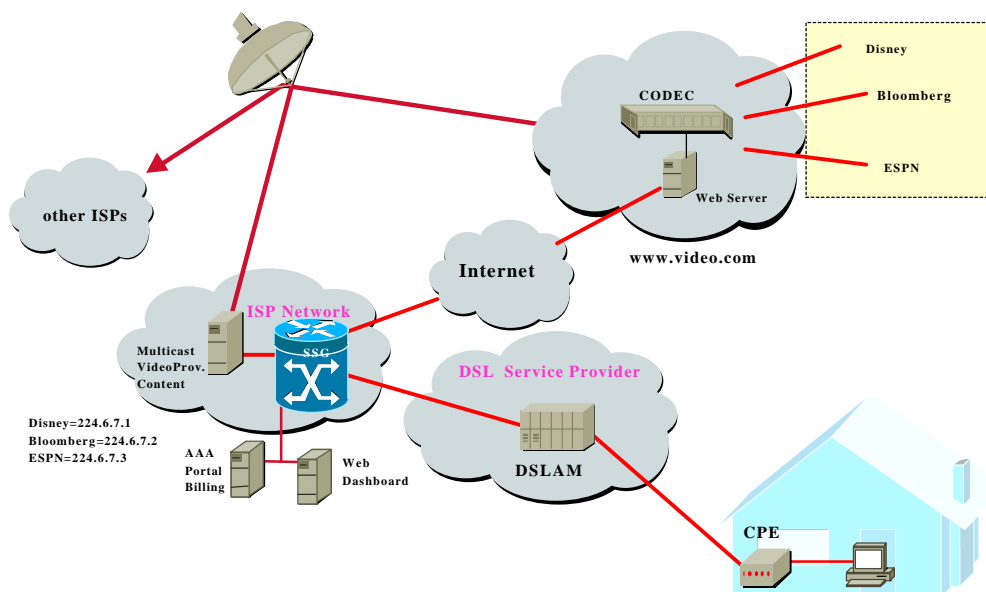 Disney
CODEC
Bloomberg
ESPN
Web Server
other ISPs
www.video.com
Internet
ISP Network
SSG
Multicast
VideoProv.
Content
DSL Service Provider
Disney=224.6.7.1
Bloomberg=224.6.7.2
ESPN=224.6.7.3
AAA
Portal
Billing
Web
Dashboard
DSLAM
CPE